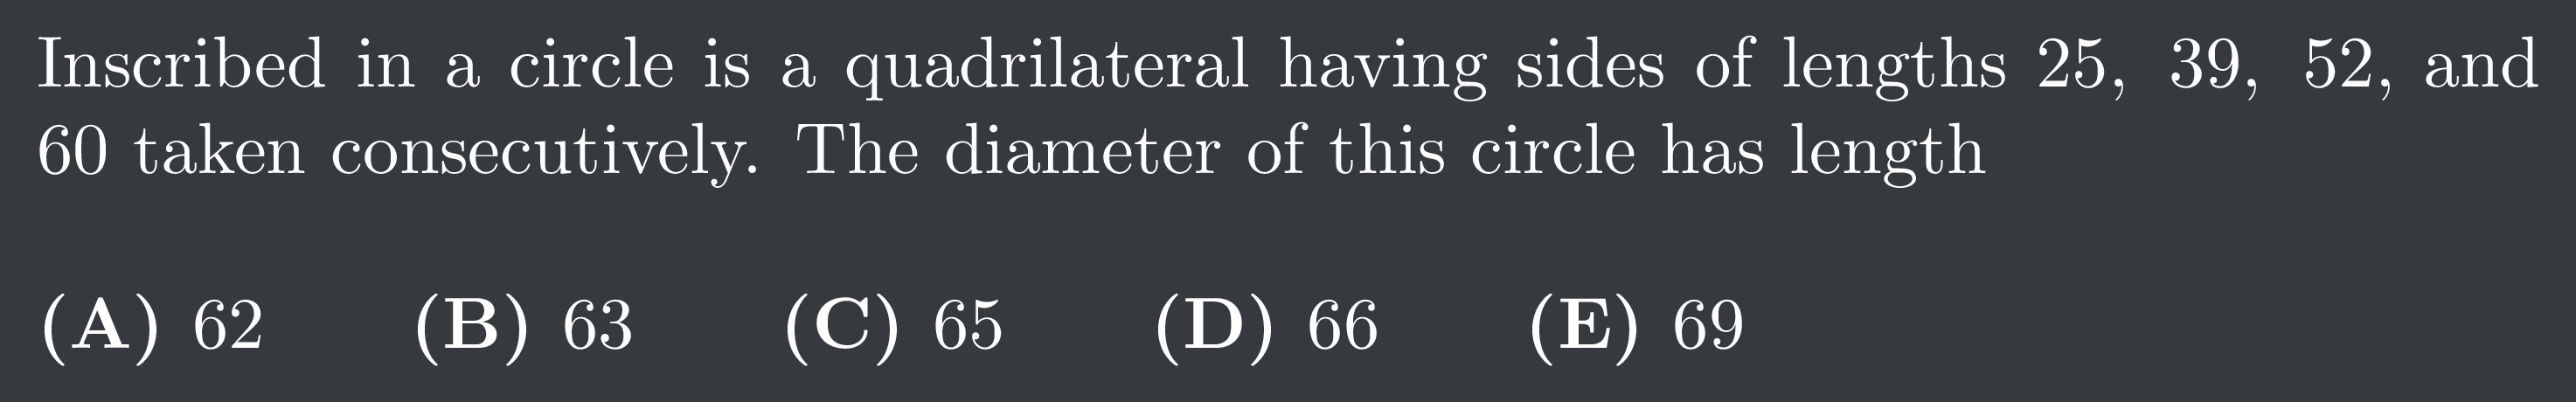 Inscribed in a circle is a quadrilateral having sides of lengths 25, 39, 52, and
60 taken consecutively. The diameter of this circle has length
(A) 62 (B) 63 (C) 65 (D) 66 (E) 69